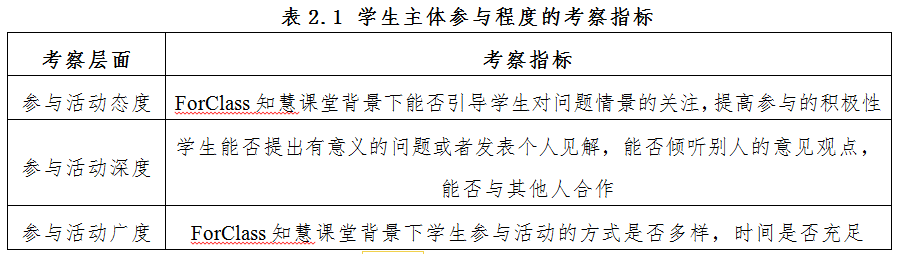 表 2.1 学生主体参与程度的考察指标
考察层面 考察指标
参与活动态度 ForClass 知慧课堂背景下能否引导学生对问题情景的关注，提高参与的积极性
参与活动深度 学生能否提出有意义的问题或者发表个人见解，能否倾听别人的意见观点，
能否与其他人合作
参与活动广度 ForClass 知慧课堂背景下学生参与活动的方式是否多样，时间是否充足